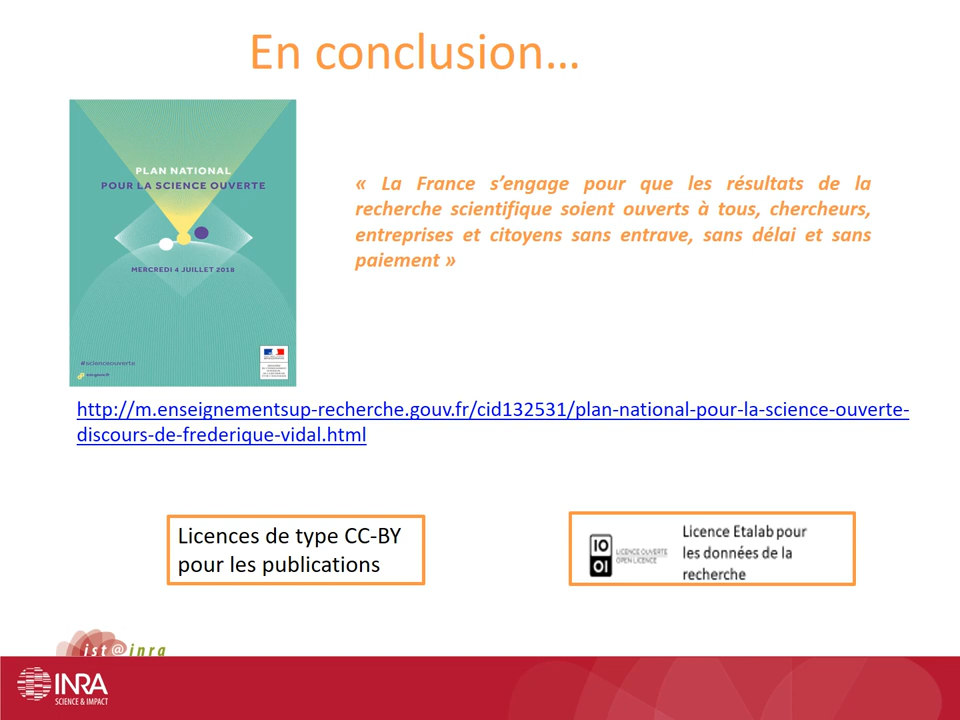 En conclusion…
PLAN NATIONAL
POUR LA SCIENCE OUVERTE
MERCREDI 4 JUILLET 2018
#scienceouverte
« La France s’engage pour que les résultats de la
recherche scientifique soient ouverts à tous, chercheurs,
entreprises et citoyens sans entrave, sans délai et sans
paiement »
http://m.enseignementsup-recherche.gouv.fr/cid132531/plan-national-pour-la-science-ouverte-
discours-de-frederique-vidal.html
Licences de type CC-BY
pour les publications
IO
OI
LICENCE OUVERTE
OPEN LICENCE
Licence Etalab pour
les données de la
recherche
ist@inra
INRA
SCIENCE & IMPACT